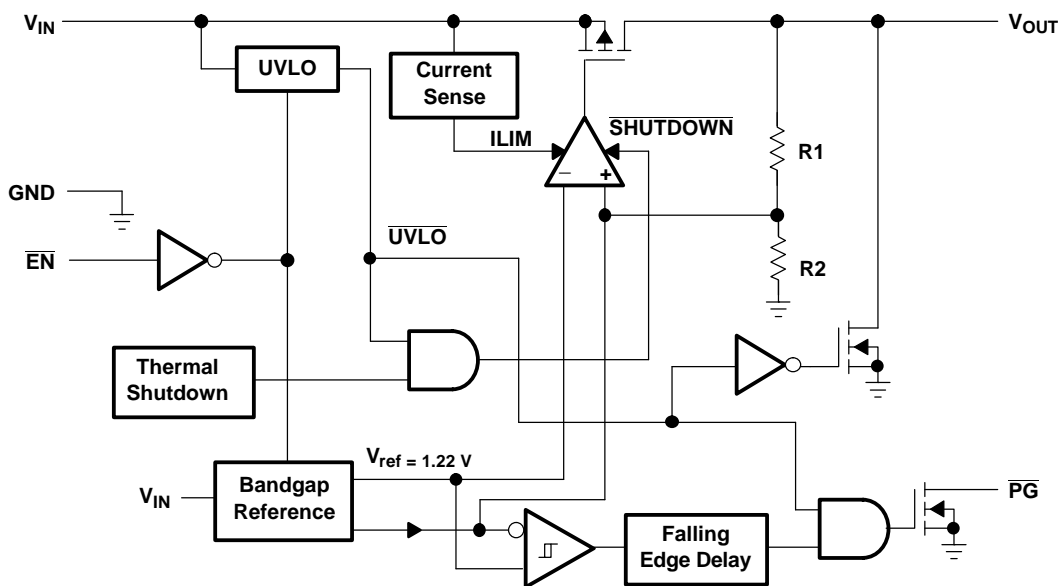 VIN
VOUT
UVLO
Current
Sense
SHUTDOWN
ILIM
R1
− +
GND
UVLO
EN
R2
Thermal
Shutdown
Vref = 1.22 V
VIN
Bandgap
Reference
PG
Falling
Edge Delay